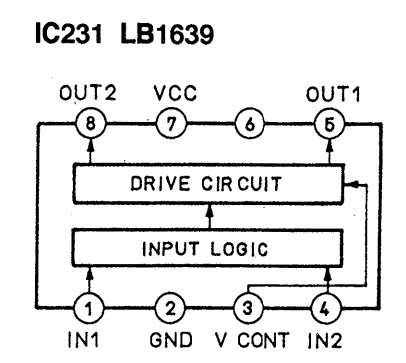 IC231 LB1639
OUT2 VCC OUT1
8 7 6 5
DRIVE CIRCUIT
INPUT LOGIC
1 2 3 4
IN1 GND V CONT IN2